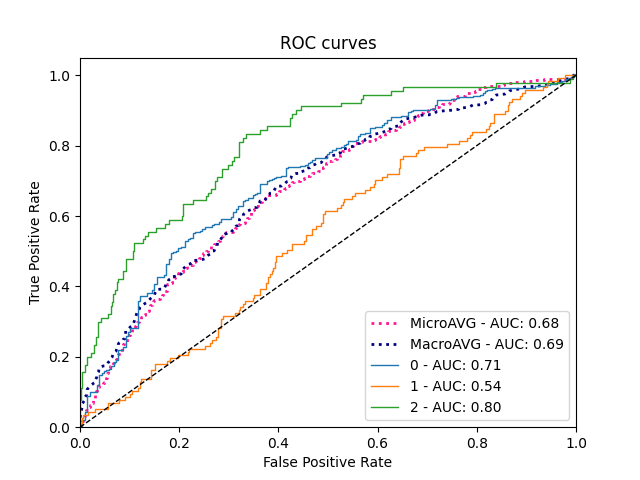 ROC curves
True Positive Rate
1.0
0.8
0.6
0.4
0.2
0.0
MicroAVG - AUC: 0.68
MacroAVG - AUC: 0.69
0 - AUC: 0.71
1 - AUC: 0.54
2 - AUC: 0.80
0.0 0.2 0.4 0.6 0.8 1.0
False Positive Rate